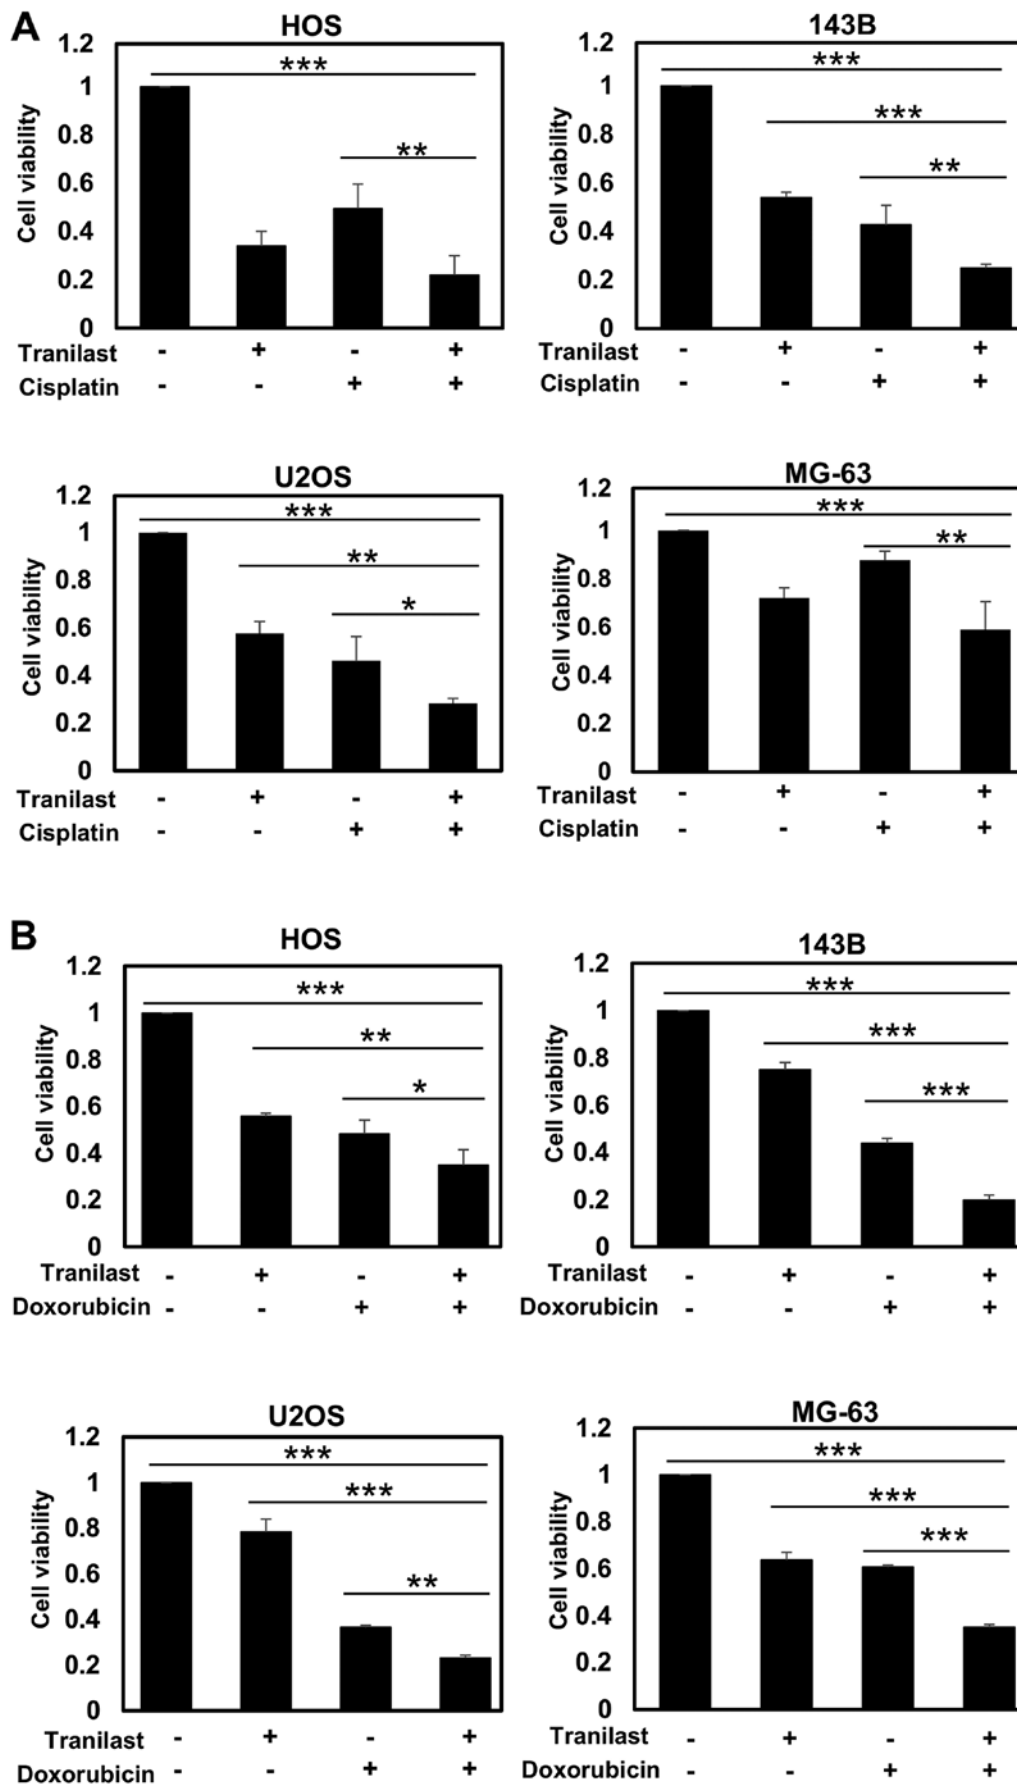 A
HOS
1.2
1
0.8
0.6
0.4
0.2
0
Cell viability
***
**
Tranilast - + - +
Cisplatin - - + +
143B
1.2
1
0.8
0.6
0.4
0.2
0
Cell viability
***
***
**
Tranilast - + - +
Cisplatin - - + +
U2OS
1.2
1
0.8
0.6
0.4
0.2
0
Cell viability
***
**
*
Tranilast - + - +
Cisplatin - - + +
MG-63
1.2
1
0.8
0.6
0.4
0.2
0
Cell viability
***
**
Tranilast - + - +
Cisplatin - - + +
B
HOS
1.2
1
0.8
0.6
0.4
0.2
0
Cell viability
***
**
*
Tranilast - + - +
Doxorubicin - - + +
143B
1.2
1
0.8
0.6
0.4
0.2
0
Cell viability
***
***
***
Tranilast - + - +
Doxorubicin - - + +
U2OS
1.2
1
0.8
0.6
0.4
0.2
0
Cell viability
***
***
**
Tranilast - + - +
Doxorubicin - - + +
MG-63
1.2
1
0.8
0.6
0.4
0.2
0
Cell viability
***
***
***
Tranilast - + - +
Doxorubicin - - + +